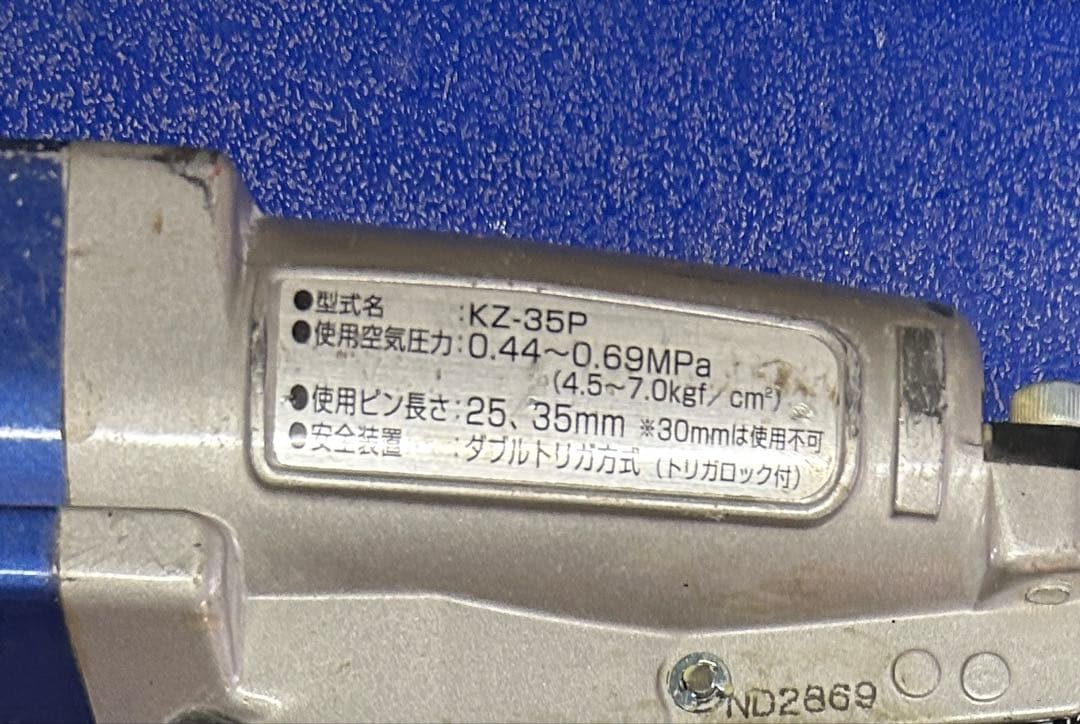 ●型式名　　　:KZ-35P
●使用空気圧力:0.44～0.69MPa
(4.5～7.0kgf/cm²)
●使用ピン長さ:25、35mm ※30mmは使用不可
●安全装置　　:ダブルトリガ方式（トリガロック付）
ND2869